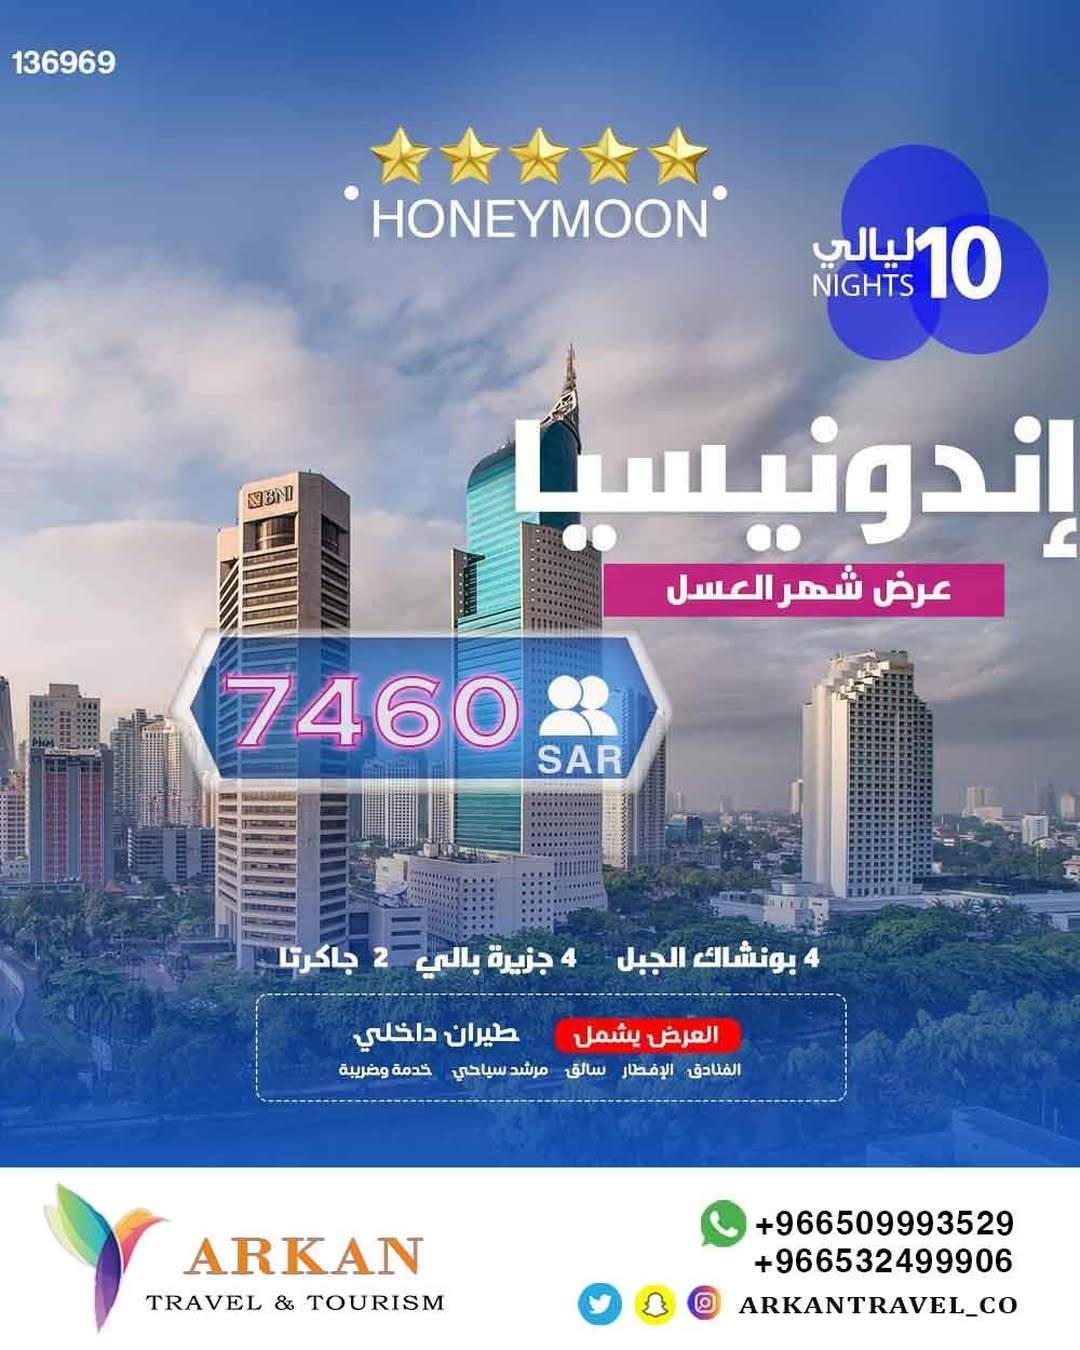 136969
HONEYMOON
10 ليالي
NIGHTS
إندونيسيا
عرض شهر العسل
BNI
7460
SAR
4 بونشاك الجبل 4 جزيرة بالي 2 جاكرتا
العرض يشمل طيران داخلي
الفنادق الإفطار سائق مرشد سياحي خدمة وضريبة
ARKAN
TRAVEL & TOURISM
+966509993529
+966532499906
ARKANTRAVEL_CO